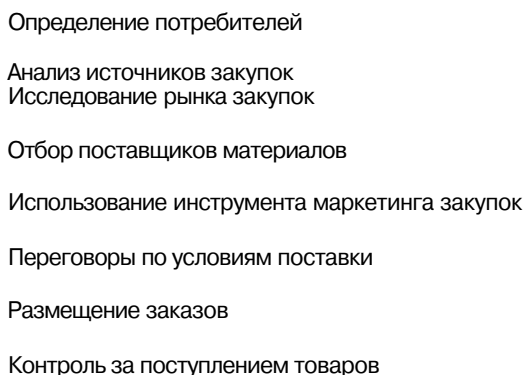 Определение потребителей
Анализ источников закупок
Исследование рынка закупок
Отбор поставщиков материалов
Использование инструмента маркетинга закупок
Переговоры по условиям поставки
Размещение заказов
Контроль за поступлением товаров